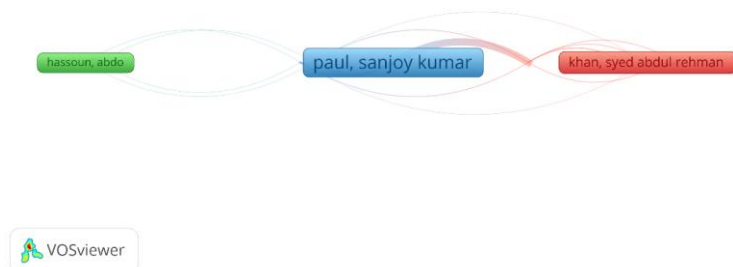 hassoun, abdo
paul, sanjoy kumar
khan, syed abdul rehman
VOSviewer